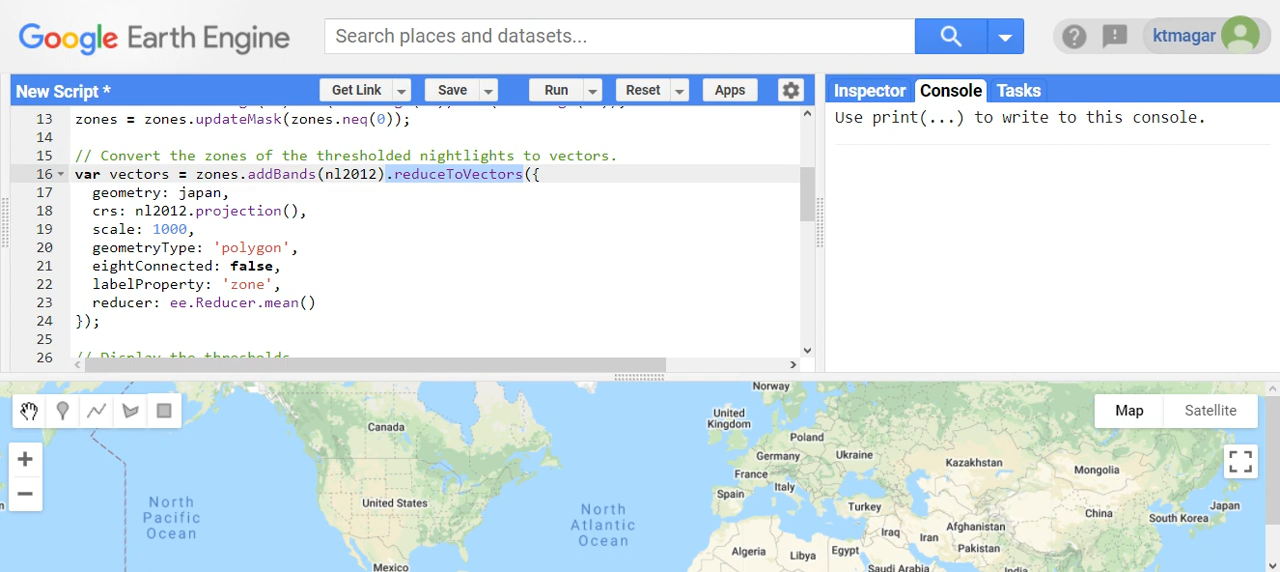 Google Earth Engine
Search places and datasets...
ktmagar
New Script *
Get Link
Save
Run
Reset
Apps
Inspector
Console
Tasks
Use print(...) to write to this console.
13 zones = zones.updateMask(zones.neq(0));
14
15 // Convert the zones of the thresholded nightlights to vectors.
16 var vectors = zones.addBands(nl2012).reduceToVectors({
17 geometry: japan,
18 crs: nl2012.projection(),
19 scale: 1000,
20 geometryType: 'polygon',
21 eightConnected: false,
22 labelProperty: 'zone',
23 reducer: ee.Reducer.mean()
24 });
25
26 // Display the thresholds
Map
Satellite
+
−
Norway
Canada
United
Kingdom
Poland
Germany
Ukraine
Kazakhstan
Mongolia
France
Italy
Spain
United States
North
Pacific
Ocean
North
Atlantic
Ocean
Turkey
China
South Korea
Japan
Iraq
Iran
Afghanistan
Pakistan
Algeria
Libya
Egypt
Saudi Arabia
India
Mexico